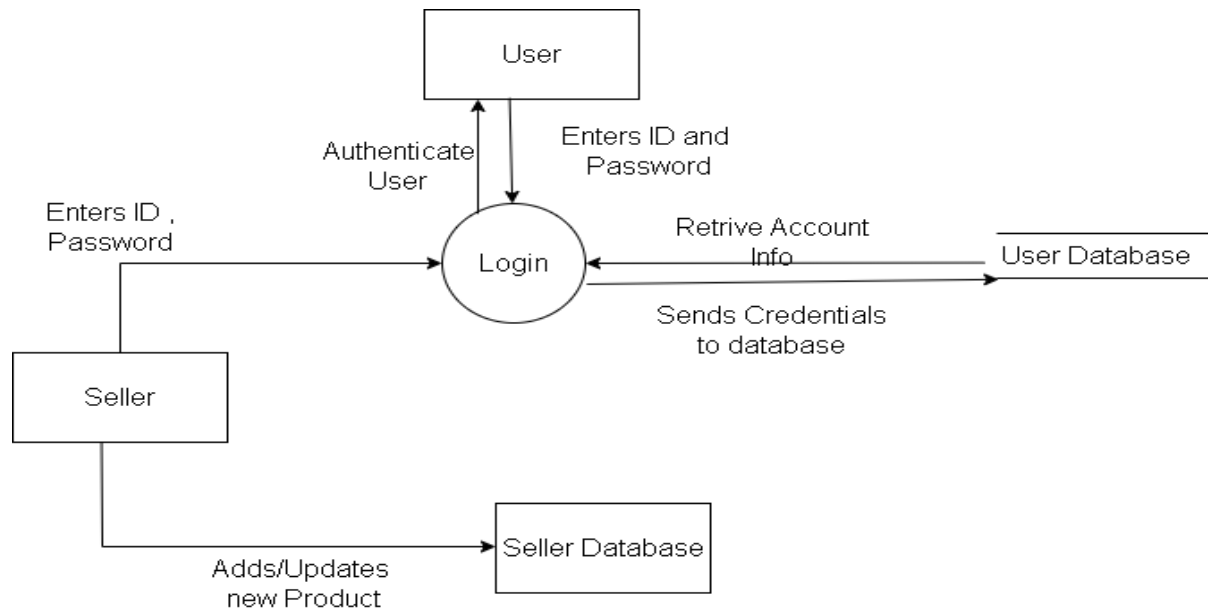 User
Enters ID and
Password
Authenticate
User
Enters ID ,
Password
Login
Retrive Account
Info
User Database
Sends Credentials
to database
Seller
Seller Database
Adds/Updates
new Product